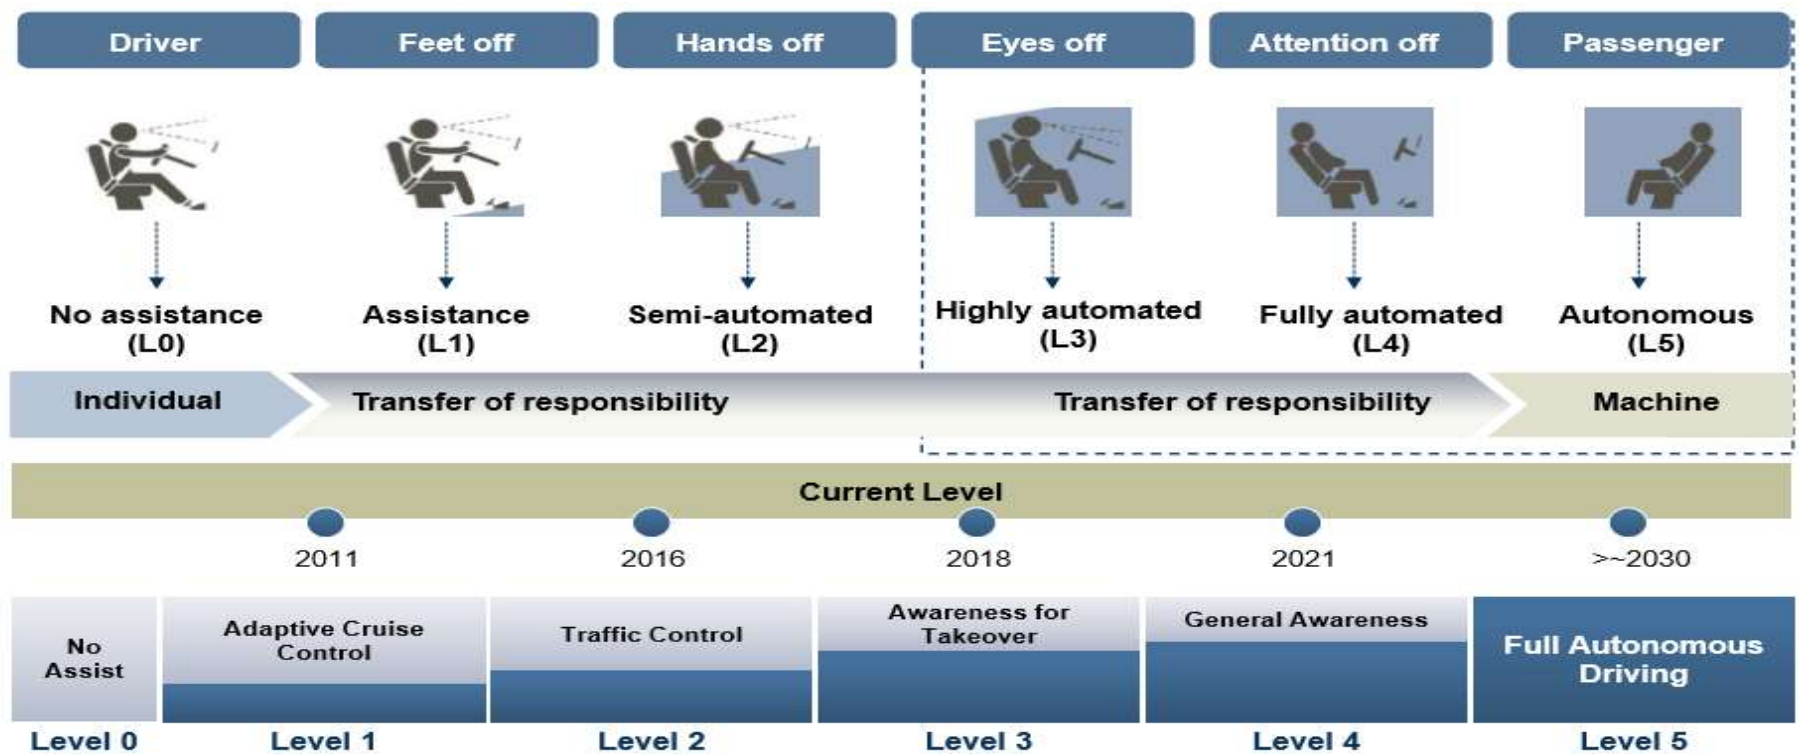 Driver
Feet off
Hands off
Eyes off
Attention off
Passenger
No assistance
(L0)
Assistance
(L1)
Semi-automated
(L2)
Highly automated
(L3)
Fully automated
(L4)
Autonomous
(L5)
Individual
Transfer of responsibility
Transfer of responsibility
Machine
Current Level
2011
2016
2018
2021
>~2030
No
Assist
Adaptive Cruise
Control
Traffic Control
Awareness for
Takeover
General Awareness
Full Autonomous
Driving
Level 0
Level 1
Level 2
Level 3
Level 4
Level 5